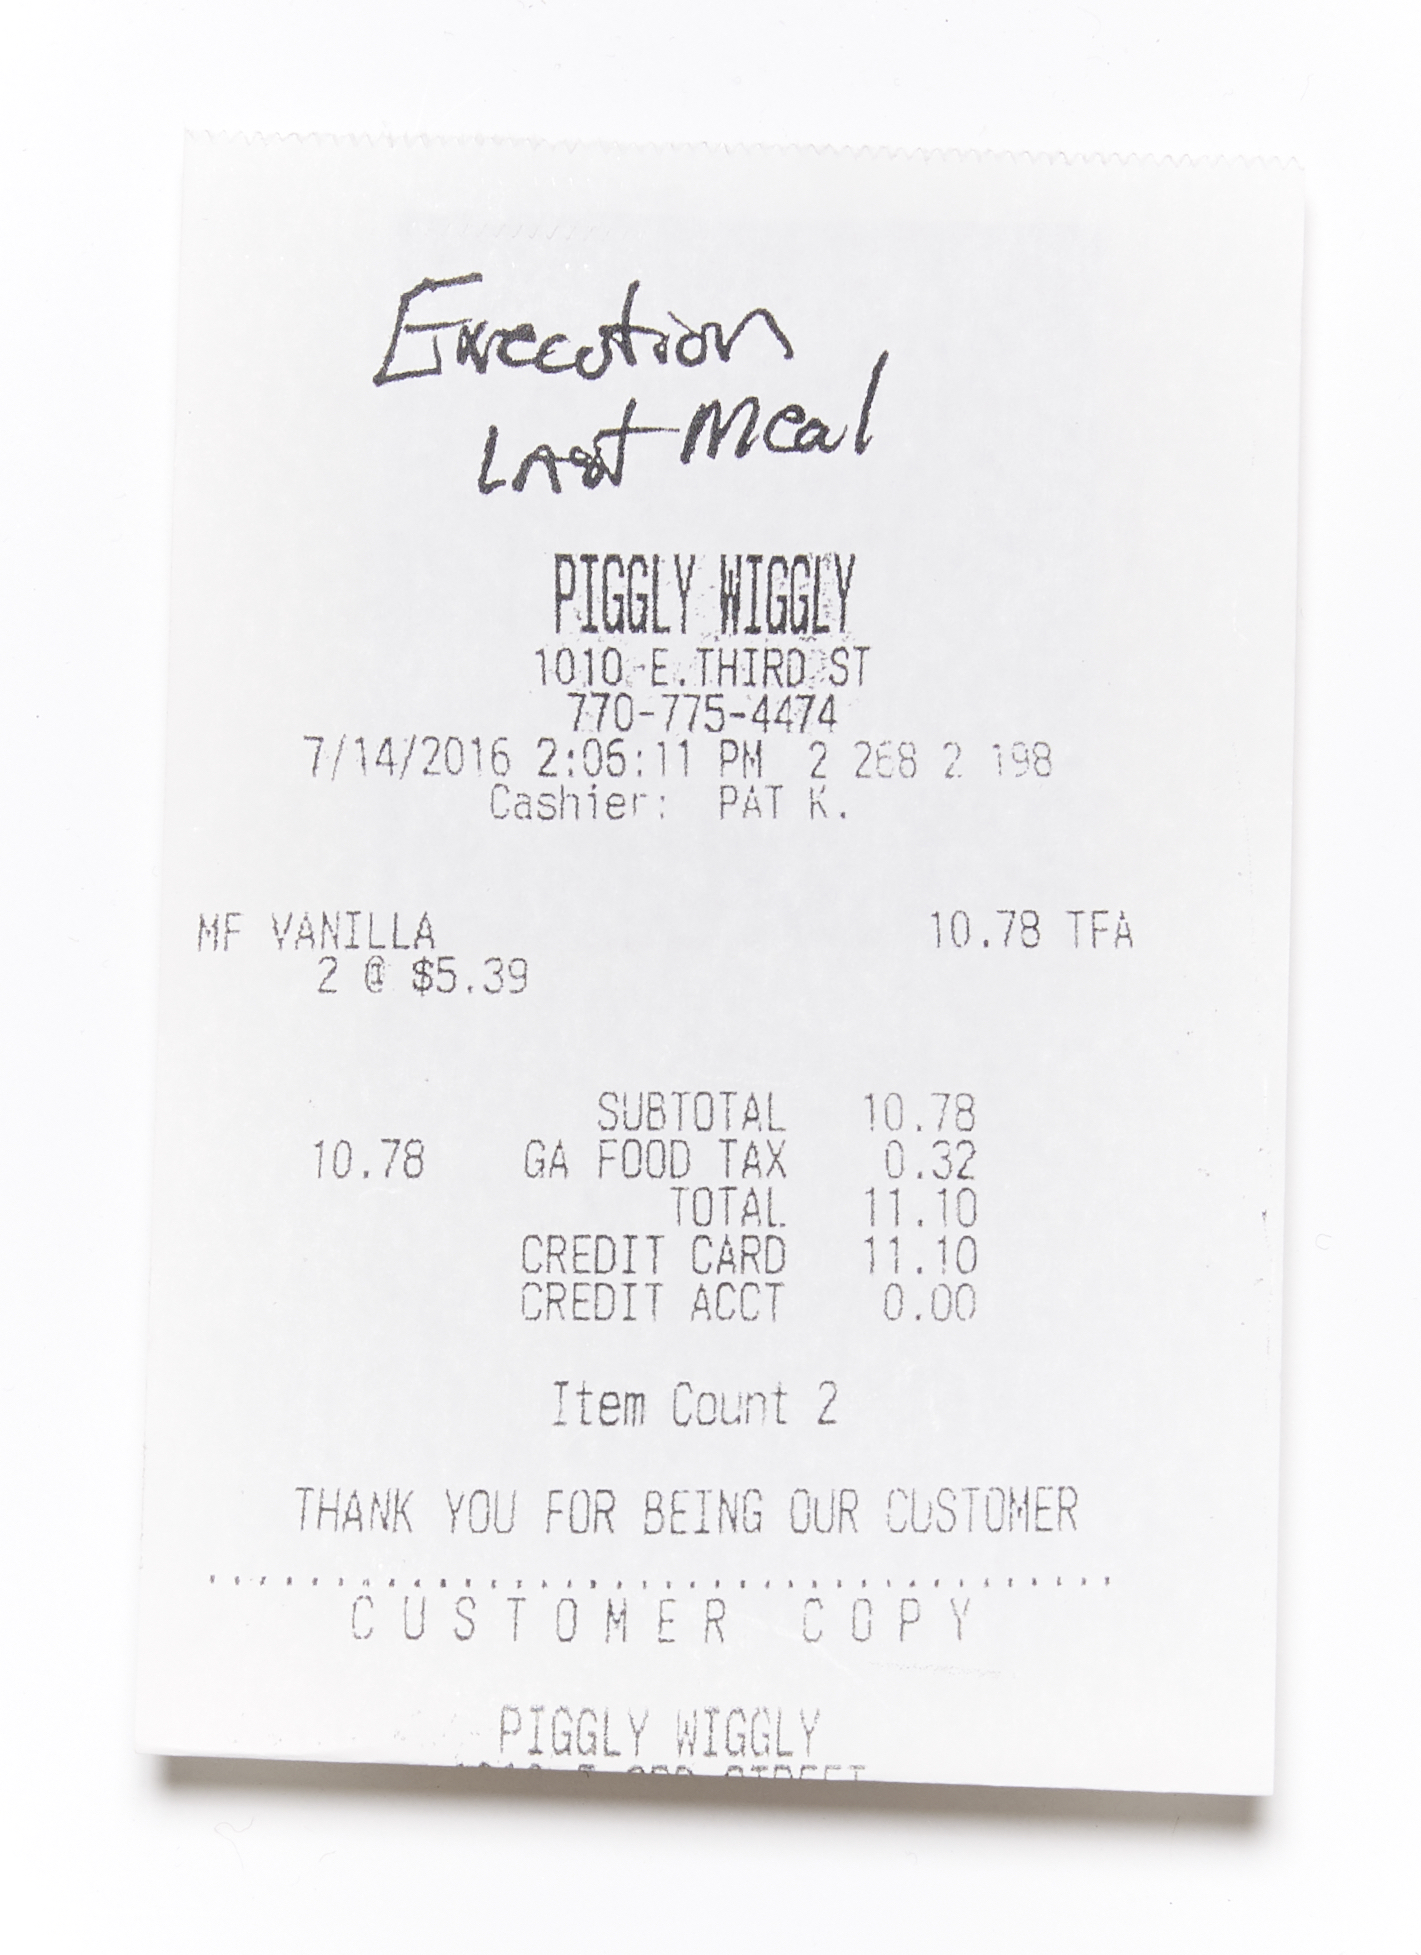 Execution
Last Meal
PIGGLY WIGGLY
1010 E.THIRD ST
770-775-4474
7/14/2016 2:06:11 PM 2 268 2 198
Cashier: PAT K.
MF VANILLA 10.78 TFA
2 @ $5.39
SUBTOTAL 10.78
10.78 GA FOOD TAX 0.32
TOTAL 11.10
CREDIT CARD 11.10
CREDIT ACCT 0.00
Item Count 2
THANK YOU FOR BEING OUR CUSTOMER
CUSTOMER COPY
PIGGLY WIGGLY
STREET